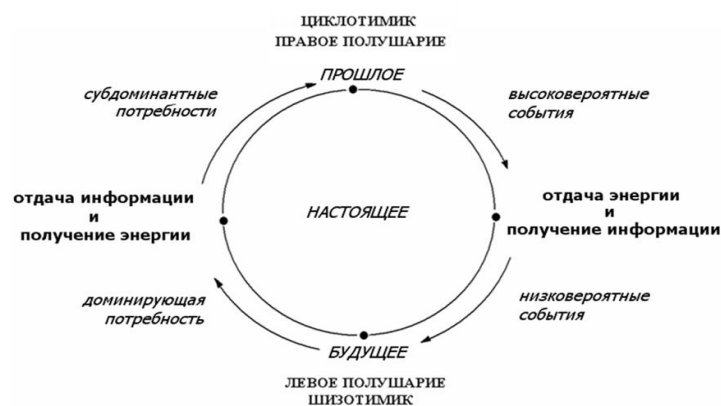 ЦИКЛОТИМИК
ПРАВОЕ ПОЛУШАРИЕ
ПРОШЛОЕ
субдоминантные
потребности
высоковероятные
события
отдача информации
и
получение энергии
НАСТОЯЩЕЕ
отдача энергии
и
получение информации
доминирующая
потребность
низковероятные
события
БУДУЩЕЕ
ЛЕВОЕ ПОЛУШАРИЕ
ШИЗОТИМИК